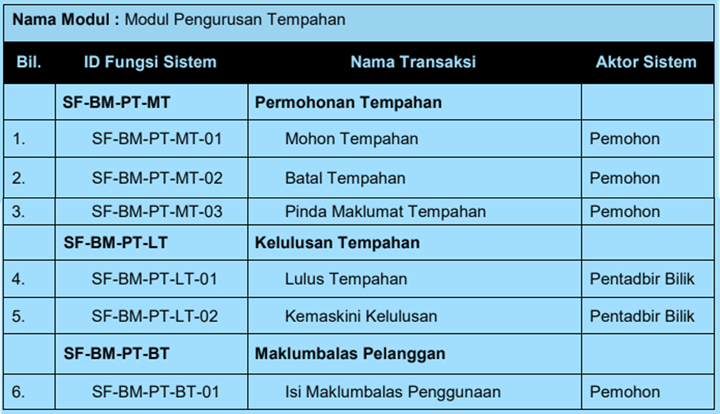 Nama Modul : Modul Pengurusan Tempahan
Bil. ID Fungsi Sistem Nama Transaksi Aktor Sistem
SF-BM-PT-MT Permohonan Tempahan
1. SF-BM-PT-MT-01 Mohon Tempahan Pemohon
2. SF-BM-PT-MT-02 Batal Tempahan Pemohon
3. SF-BM-PT-MT-03 Pinda Maklumat Tempahan Pemohon
SF-BM-PT-LT Kelulusan Tempahan
4. SF-BM-PT-LT-01 Lulus Tempahan Pentadbir Bilik
5. SF-BM-PT-LT-02 Kemaskini Kelulusan Pentadbir Bilik
SF-BM-PT-BT Maklumbalas Pelanggan
6. SF-BM-PT-BT-01 Isi Maklumbalas Penggunaan Pemohon